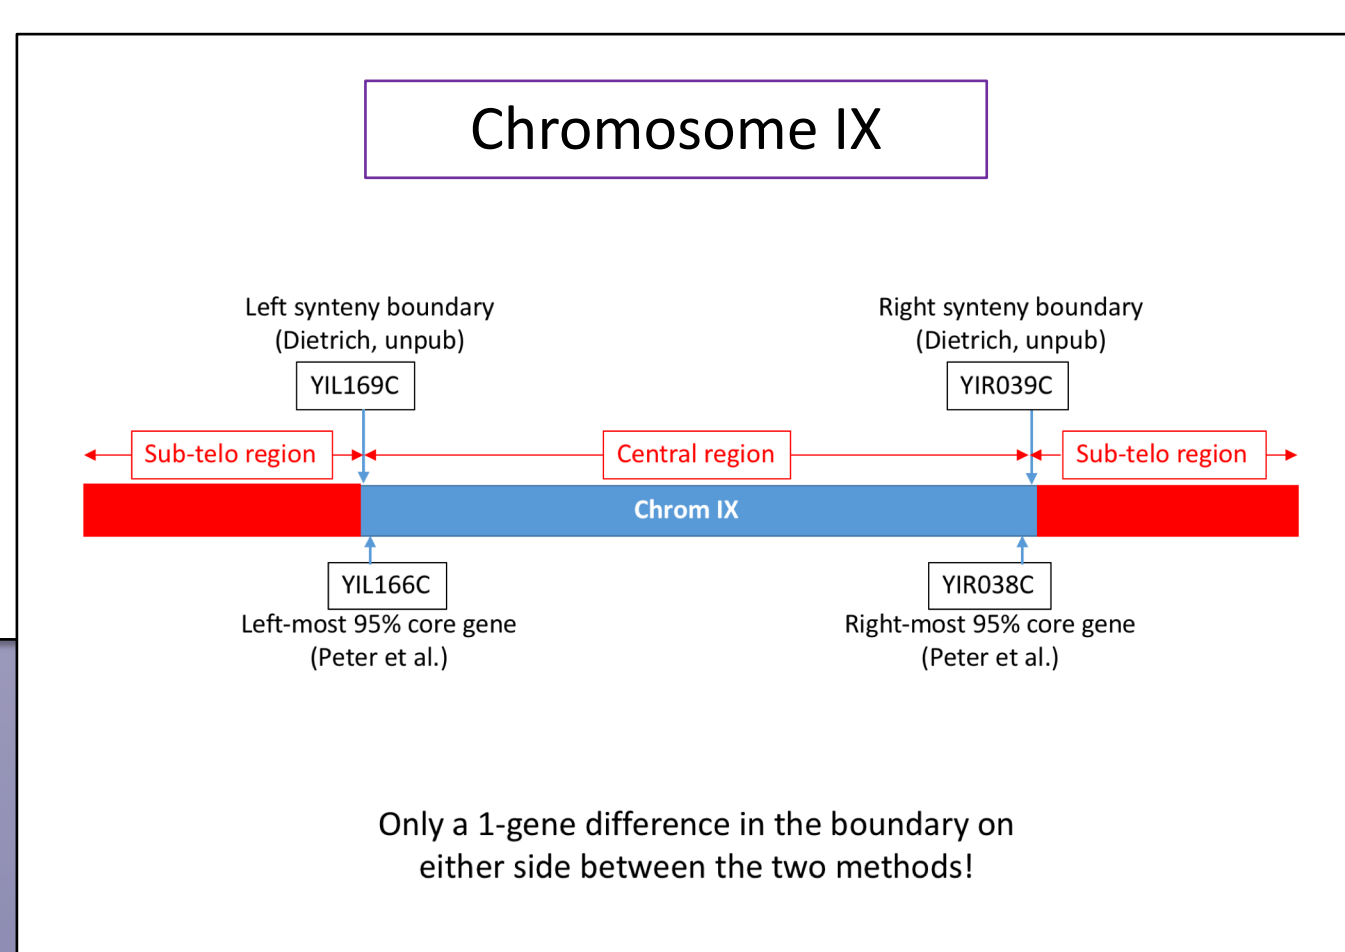 Chromosome IX
Left synteny boundary
(Dietrich, unpub)
YIL169C
Right synteny boundary
(Dietrich, unpub)
YIR039C
Sub-telo region
Central region
Sub-telo region
Chrom IX
YIL166C
Left-most 95% core gene
(Peter et al.)
YIR038C
Right-most 95% core gene
(Peter et al.)
Only a 1-gene difference in the boundary on
either side between the two methods!